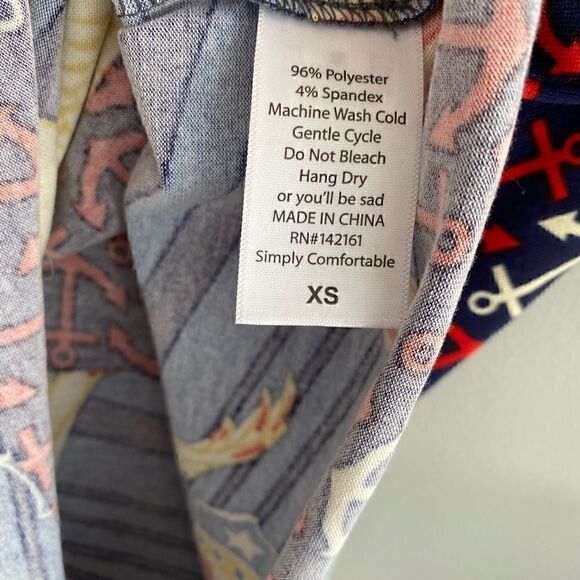 96% Polyester
4% Spandex
Machine Wash Cold
Gentle Cycle
Do Not Bleach
Hang Dry
or you'll be sad
MADE IN CHINA
RN#142161
Simply Comfortable
XS